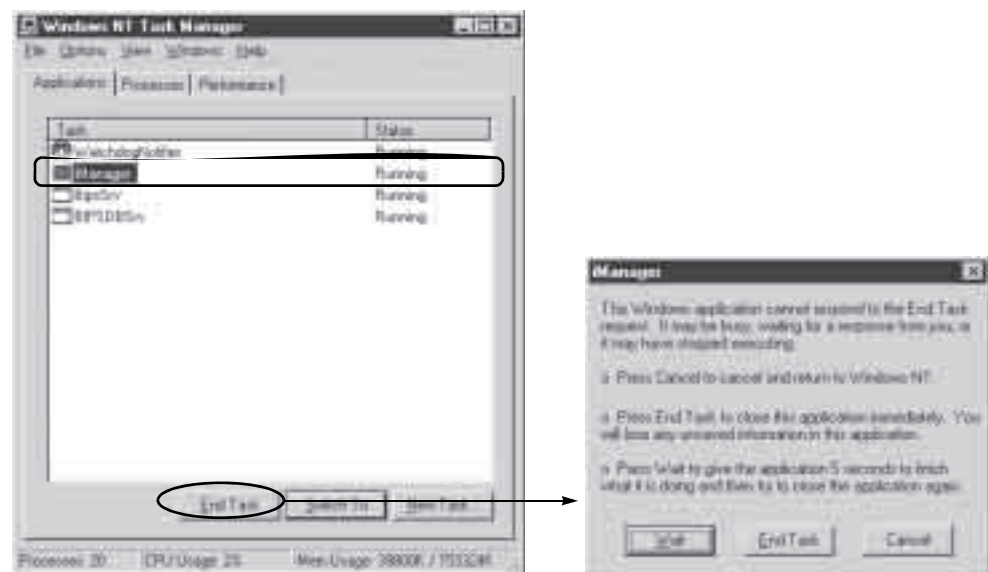 Windows NT Task Manager
File Options View Windows Help
Applications Processes Performance
Task Status
WatchdogNotifier Running
iManager Running
Running
Running
End Task Switch To New Task...
Processes: 20 CPU Usage: 2% Mem Usage:
iManager
This Windows application cannot respond to the End Task
request. It may be busy, waiting for a response from you, or
it may have stopped executing.
o Press Cancel to cancel and return to Windows NT.
o Press End Task to close this application immediately. You
will lose any unsaved information in this application.
o Press Wait to give the application 5 seconds to finish
what it is doing and then try to close the application again.
Wait End Task Cancel